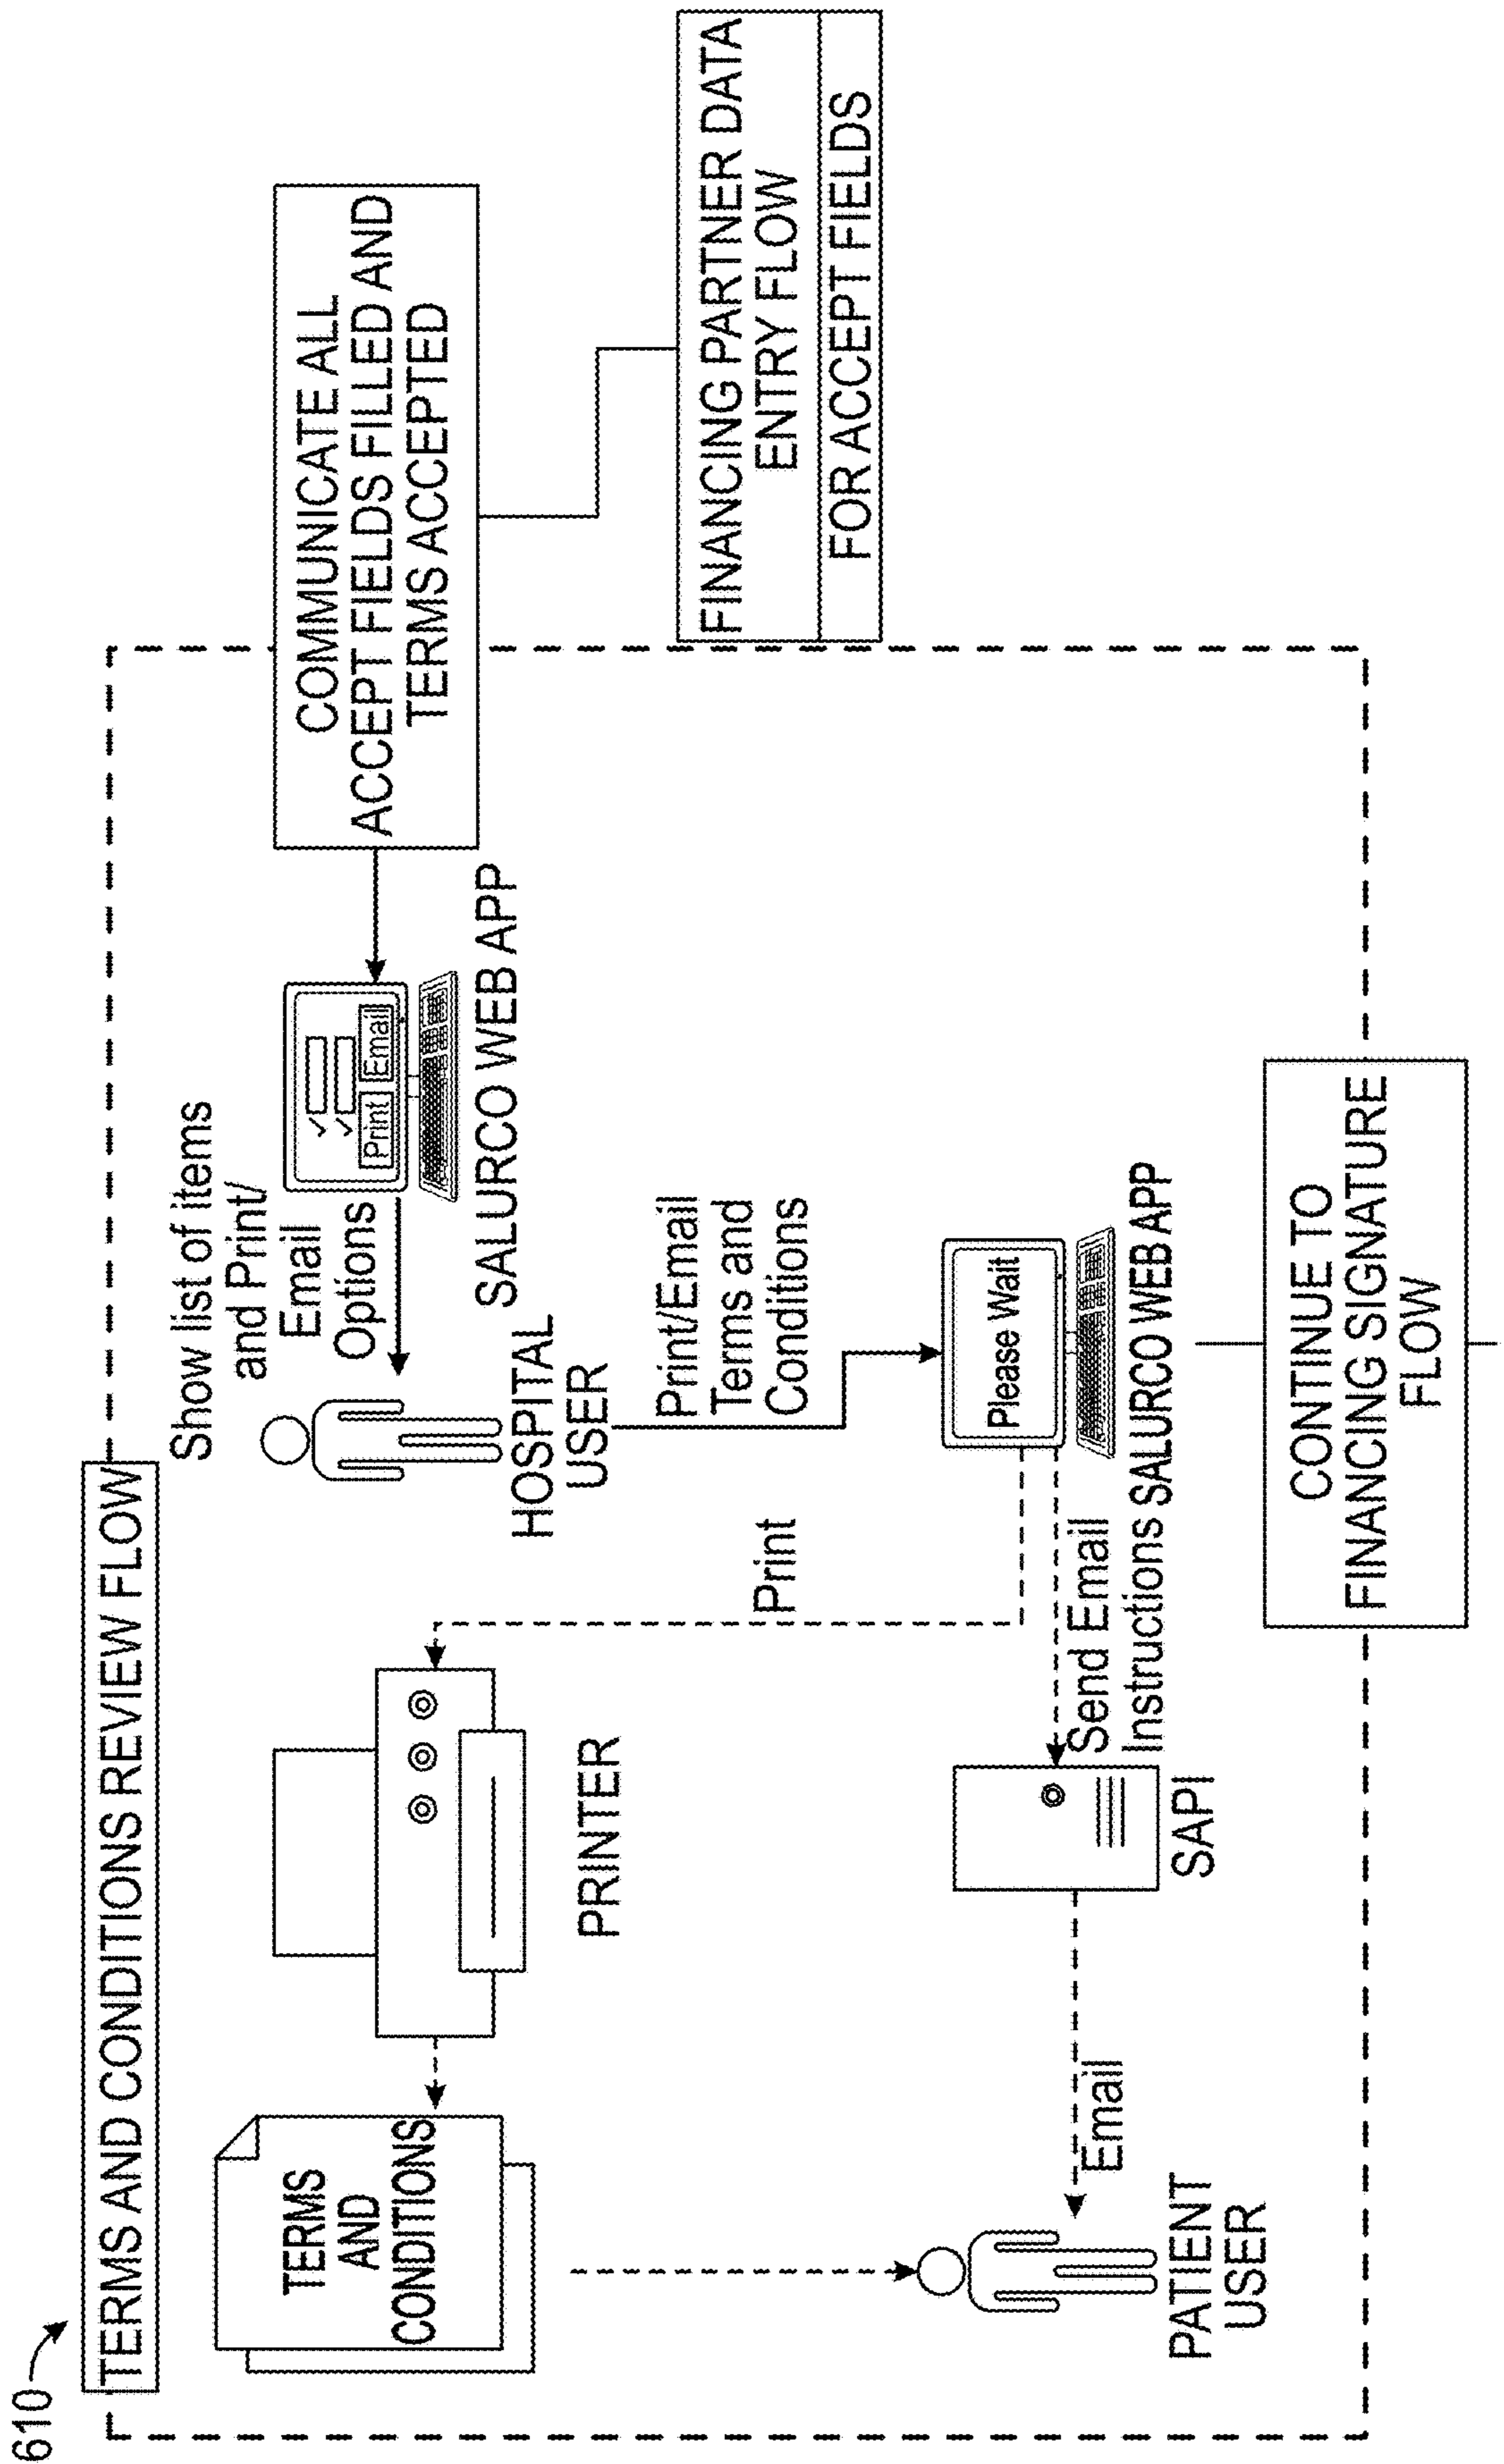 610
TERMS AND CONDITIONS REVIEW FLOW
TERMS
AND
CONDITIONS
PRINTER
Show list of items
and Print/
Email
Options
Print Email
SALURCO WEB APP
COMMUNICATE ALL
ACCEPT FIELDS FILLED AND
TERMS ACCEPTED
HOSPITAL
USER
Print/Email
Terms and
Conditions
Print
FINANCING PARTNER DATA
ENTRY FLOW
FOR ACCEPT FIELDS
Please Wait
SALURCO WEB APP
Send Email
Instructions
SAPI
Email
PATIENT
USER
CONTINUE TO
FINANCING SIGNATURE
FLOW